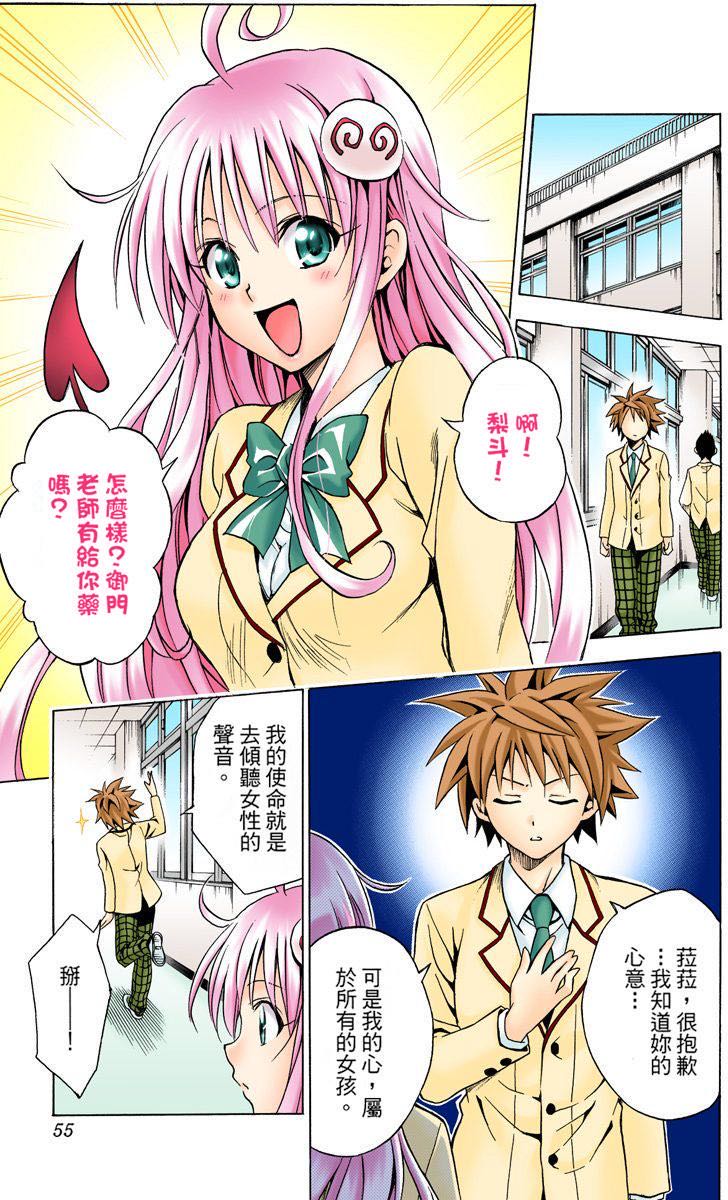 啊！
梨斗！
怎麼樣？御門
老師有給你藥
嗎？
菈菈，很抱歉
…我知道妳的
心意…
可是我的心，屬
於所有的女孩。
我的使命就是
去傾聽女性的
聲音。
掰——！
55